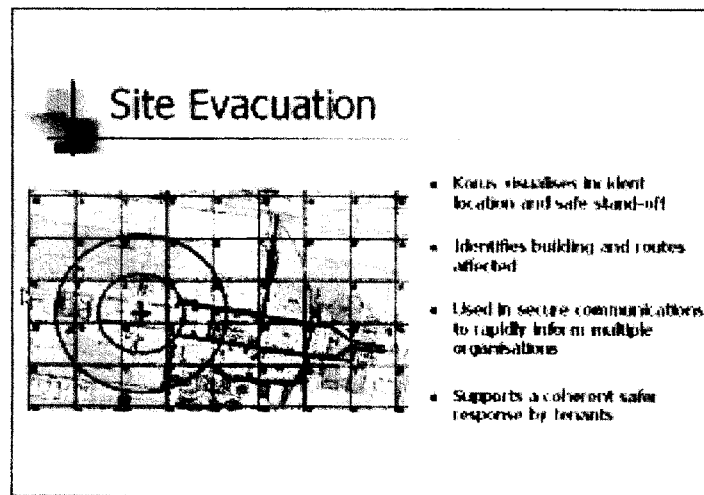 Site Evacuation
▪ Karus visualises incident
location and safe stand-off
▪ Identifies building and routes
affected
▪ Used in secure communications
to rapidly inform multiple
organisations
▪ Supports a coherent safer
response by tenants